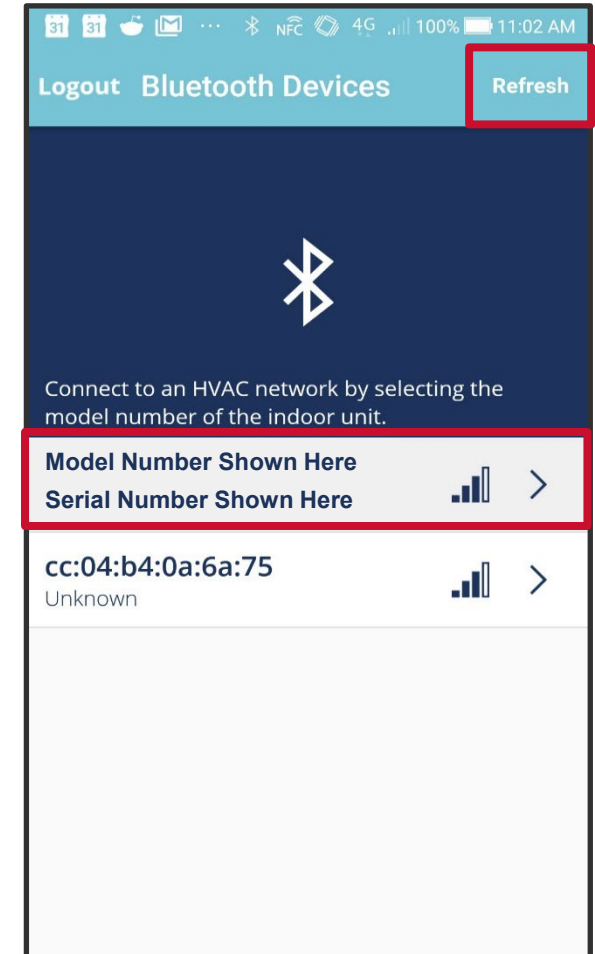 31 31 ... NFC 4G 100% 11:02 AM
Logout Bluetooth Devices Refresh
Connect to an HVAC network by selecting the
model number of the indoor unit.
Model Number Shown Here
Serial Number Shown Here
cc:04:b4:0a:6a:75
Unknown